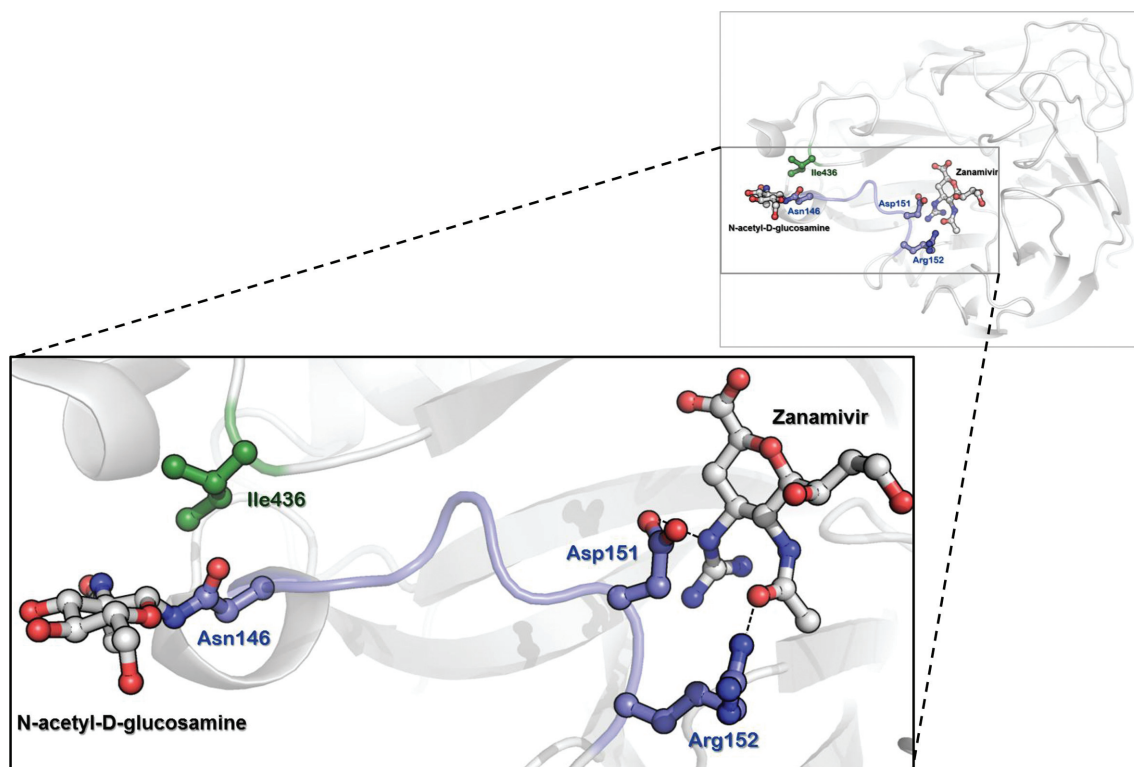 Zanamivir
Ile436
Asp151
Asn146
N-acetyl-D-glucosamine
Arg152
Zanamivir
Ile436
Asp151
Asn146
N-acetyl-D-glucosamine
Arg152